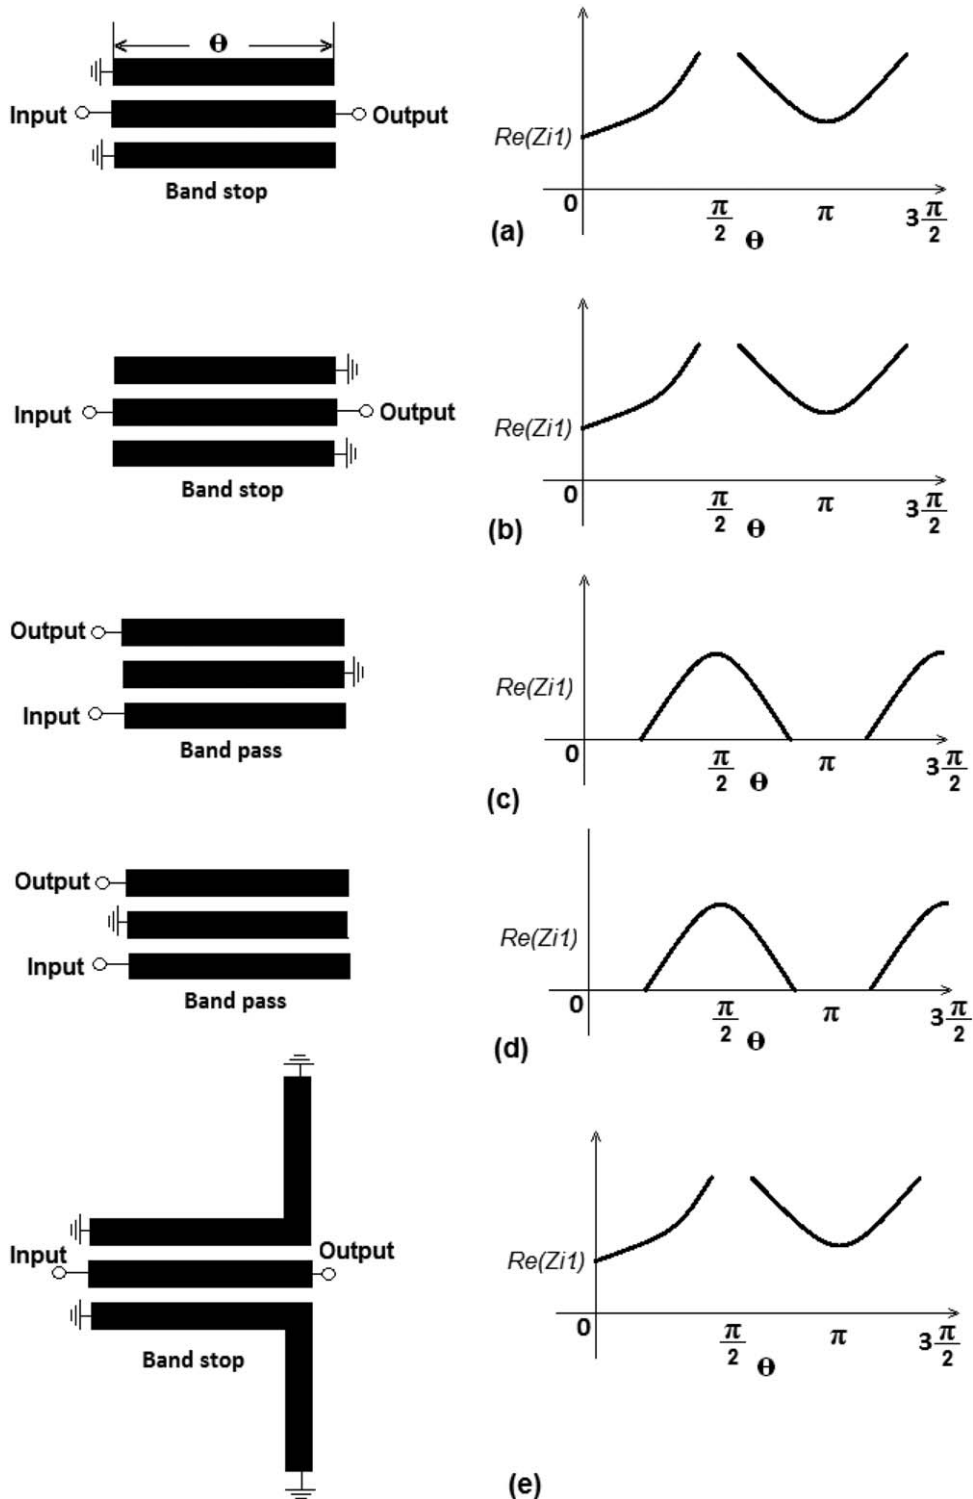 Θ
Input
Output
Band stop
Re(Zi1)
0
π/2
Θ
π
3π/2
(a)
Input
Output
Band stop
Re(Zi1)
0
π/2
Θ
π
3π/2
(b)
Output
Input
Band pass
Re(Zi1)
0
π/2
Θ
π
3π/2
(c)
Output
Input
Band pass
Re(Zi1)
0
π/2
Θ
π
3π/2
(d)
Input
Output
Band stop
Re(Zi1)
0
π/2
Θ
π
3π/2
(e)